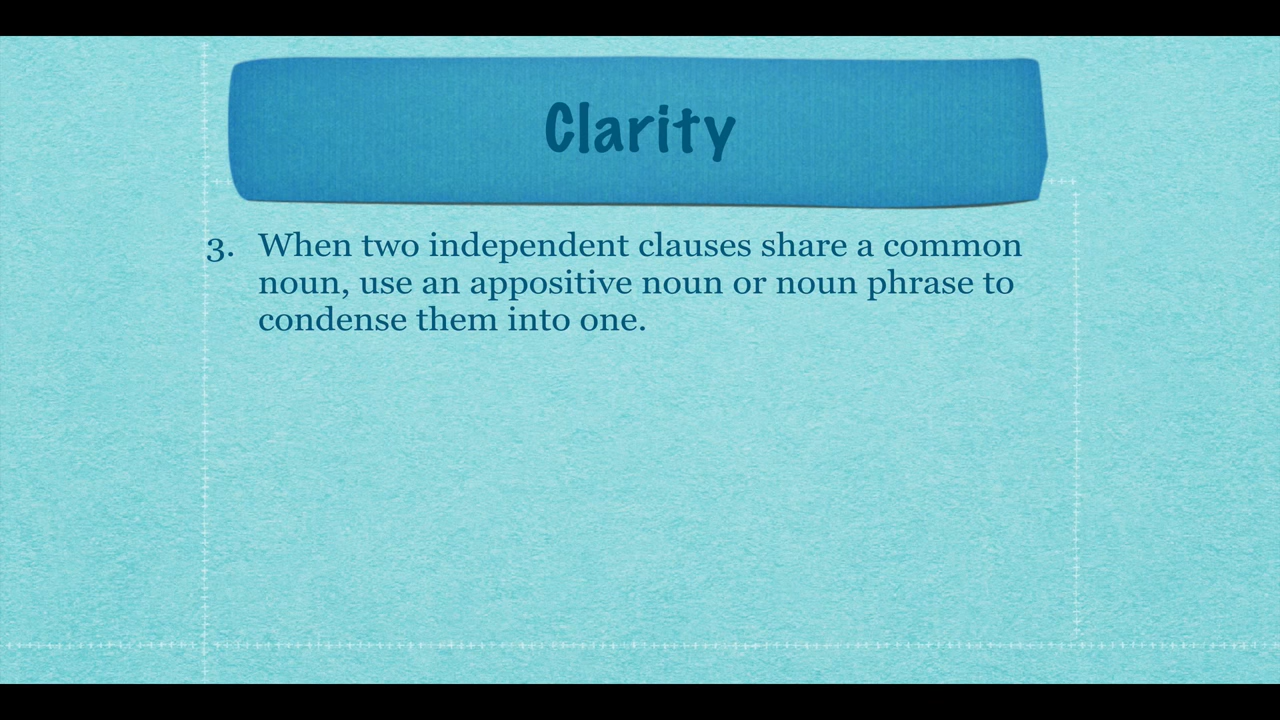 Clarity
3. When two independent clauses share a common
noun, use an appositive noun or noun phrase to
condense them into one.